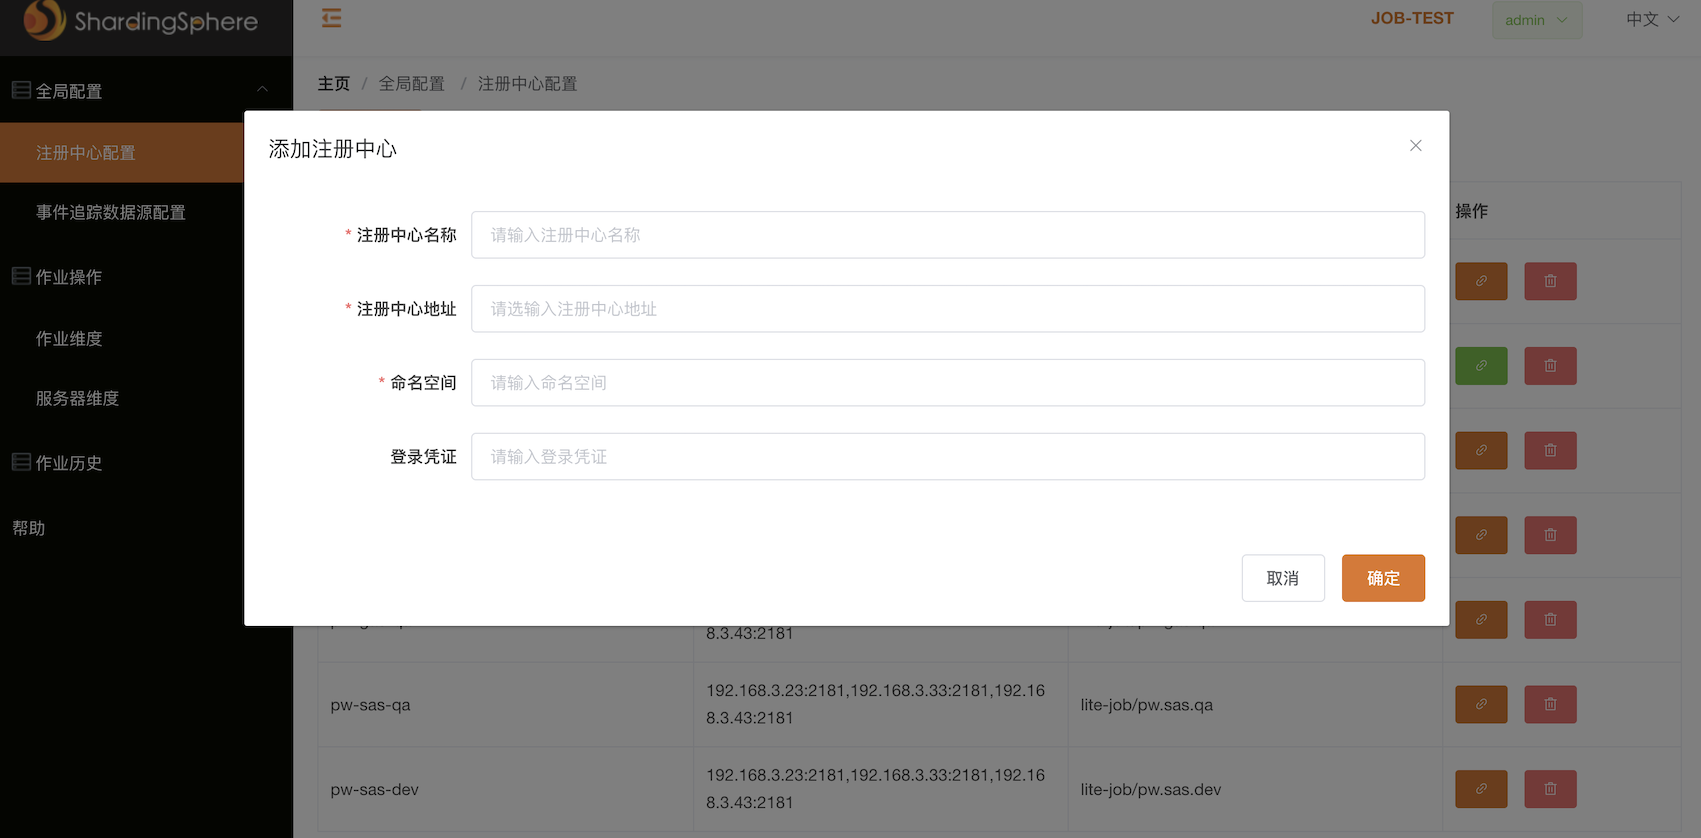 ShardingSphere
JOB-TEST
admin
中文
全局配置
主页 / 全局配置 / 注册中心配置
注册中心配置
事件追踪数据源配置
作业操作
作业维度
服务器维度
作业历史
帮助
添加注册中心
* 注册中心名称
请输入注册中心名称
* 注册中心地址
请选输入注册中心地址
* 命名空间
请输入命名空间
登录凭证
请输入登录凭证
取消
确定
操作
8.3.43:2181
pw-sas-qa
192.168.3.23:2181,192.168.3.33:2181,192.16
8.3.43:2181
lite-job/pw.sas.qa
pw-sas-dev
192.168.3.23:2181,192.168.3.33:2181,192.16
8.3.43:2181
lite-job/pw.sas.dev